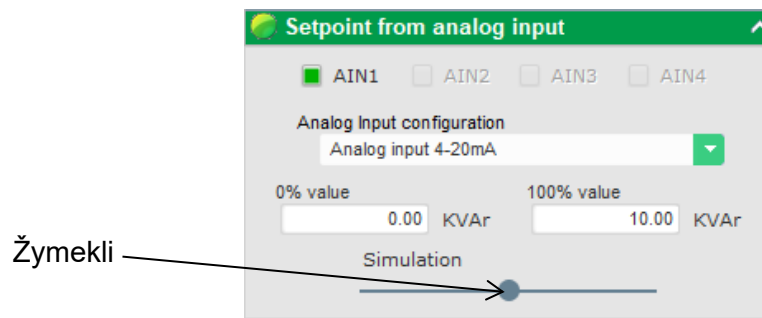 Setpoint from analog input
AIN1 AIN2 AIN3 AIN4
Analog Input configuration
Analog input 4-20mA
0% value 100% value
0.00 KVAr 10.00 KVAr
Žymekli
Simulation